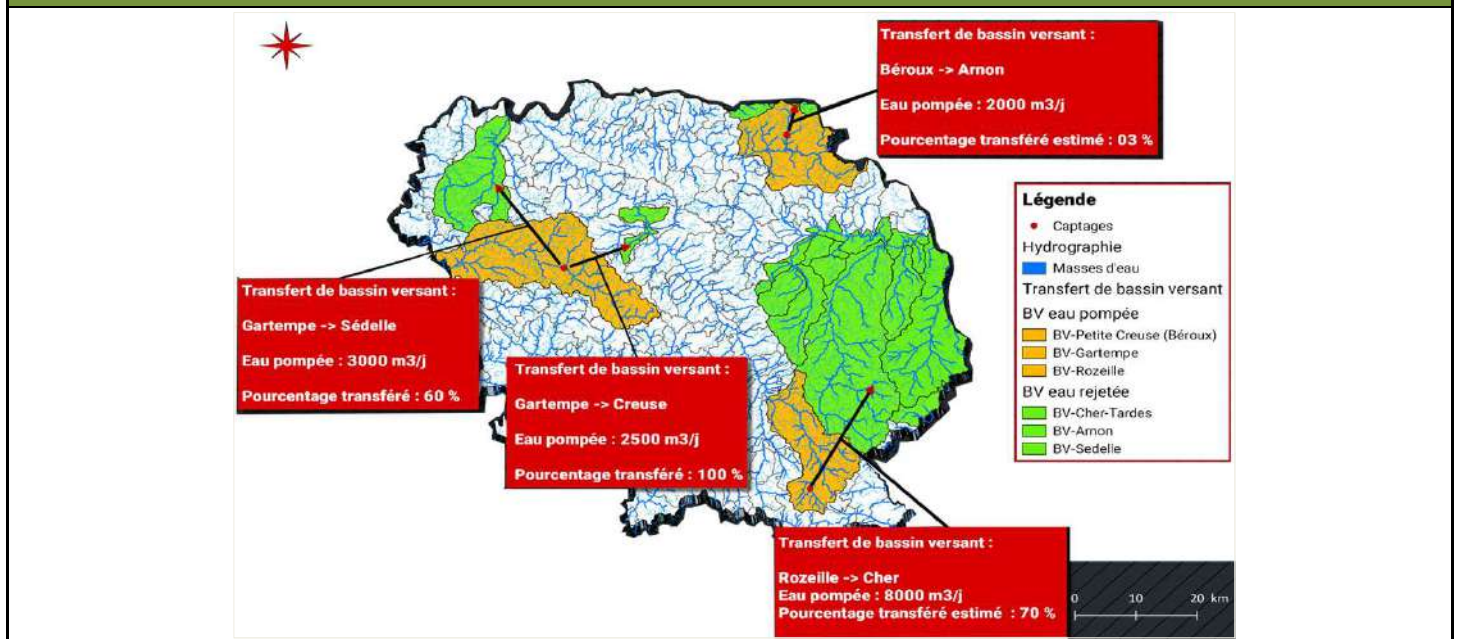 Transfert de bassin versant :
Béroux -> Arnon
Eau pompée : 2000 m3/j
Pourcentage transféré estimé : 03 %
Légende
Captages
Hydrographie
Masses d'eau
Transfert de bassin versant
BV eau pompée
BV-Petite Creuse (Béroux)
BV-Gartempe
BV-Rozeille
BV eau rejetée
BV-Cher-Tardes
BV-Arnon
BV-Sedelle
Transfert de bassin versant :
Gartempe -> Sédelle
Eau pompée : 3000 m3/j
Pourcentage transféré : 60 %
Transfert de bassin versant :
Gartempe -> Creuse
Eau pompée : 2500 m3/j
Pourcentage transféré : 100 %
Transfert de bassin versant :
Rozeille -> Cher
Eau pompée : 8000 m3/j
Pourcentage transféré estimé : 70 %
0 10 20 km